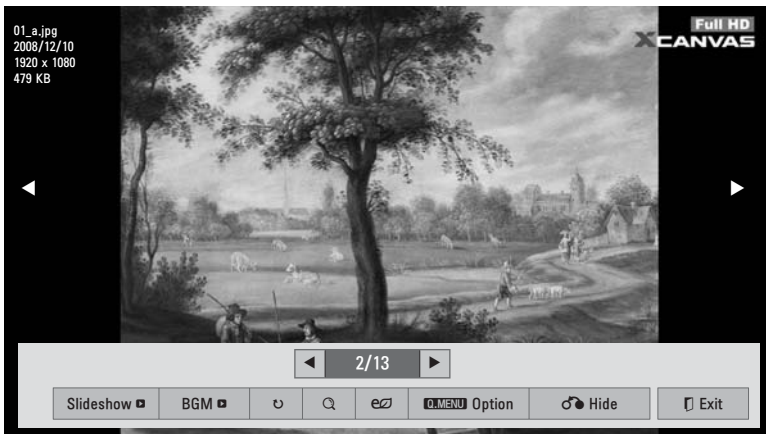 01_a.jpg
2008/12/10
1920 x 1080
479 KB
Full HD
XCANVAS
2/13
Slideshow BGM Q.MENU Option Hide Exit